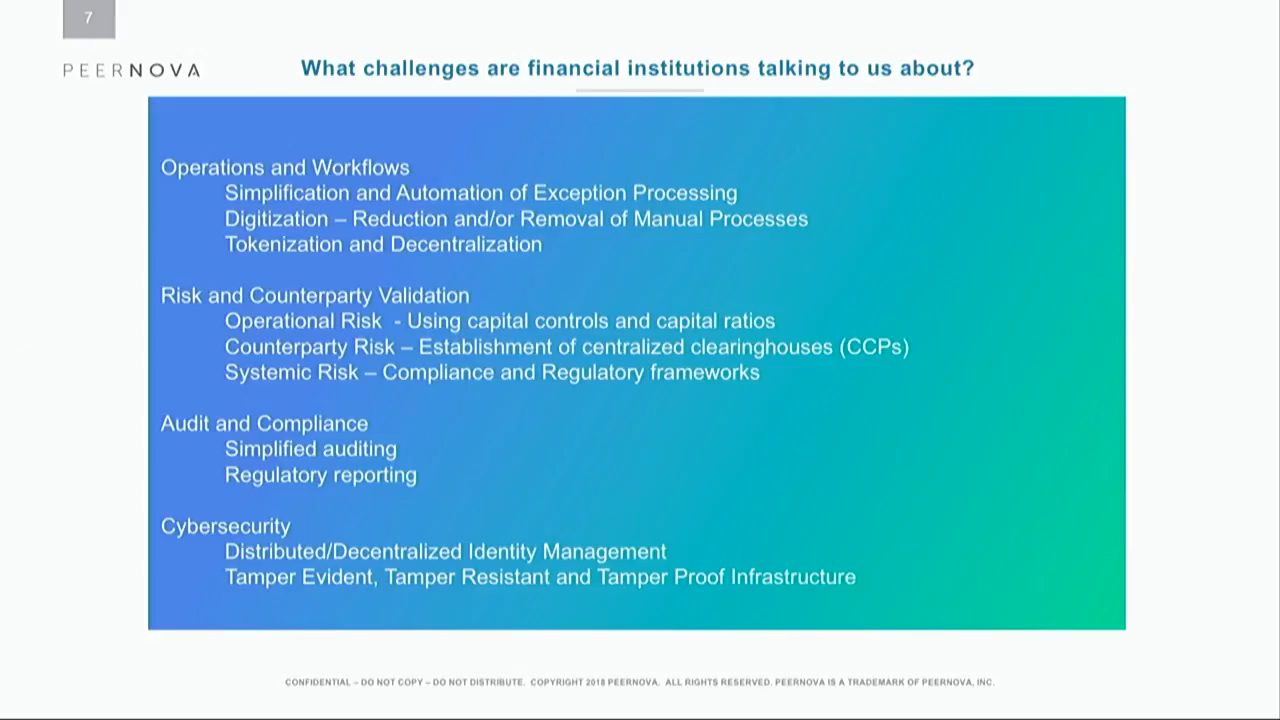 7
PEERNOVA
What challenges are financial institutions talking to us about?
Operations and Workflows
Simplification and Automation of Exception Processing
Digitization – Reduction and/or Removal of Manual Processes
Tokenization and Decentralization
Risk and Counterparty Validation
Operational Risk  - Using capital controls and capital ratios
Counterparty Risk – Establishment of centralized clearinghouses (CCPs)
Systemic Risk – Compliance and Regulatory frameworks
Audit and Compliance
Simplified auditing
Regulatory reporting
Cybersecurity
Distributed/Decentralized Identity Management
Tamper Evident, Tamper Resistant and Tamper Proof Infrastructure
CONFIDENTIAL – DO NOT COPY – DO NOT DISTRIBUTE.  COPYRIGHT 2018 PEERNOVA.  ALL RIGHTS RESERVED. PEERNOVA IS A TRADEMARK OF PEERNOVA, INC.